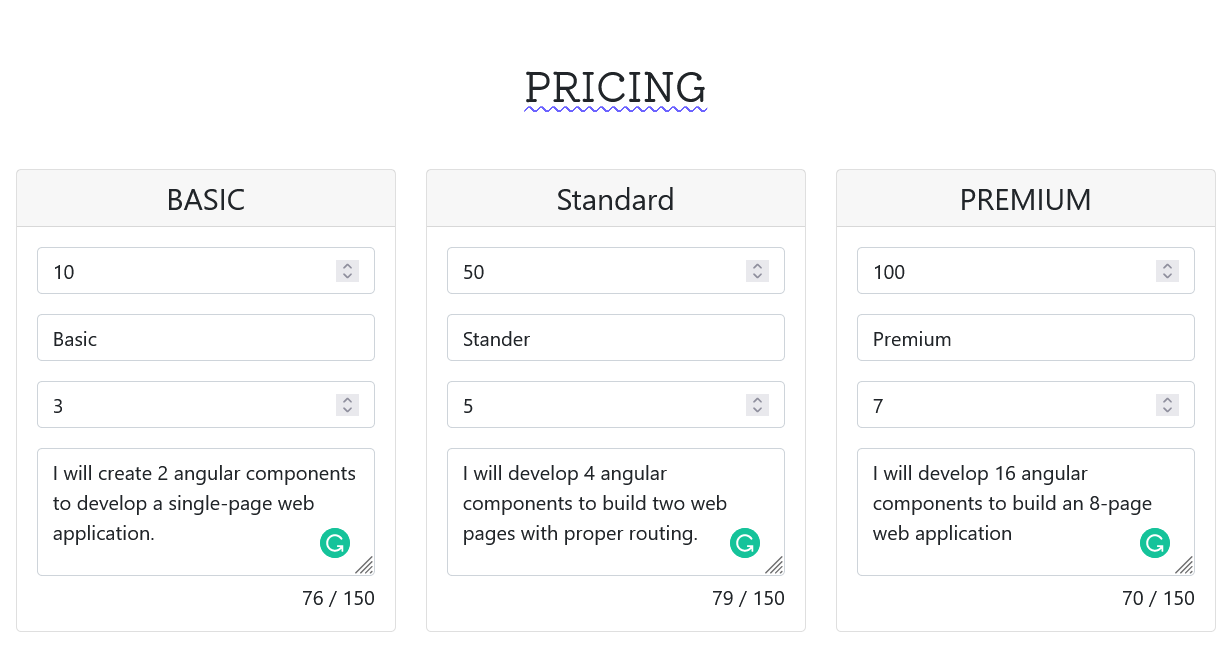 PRICING
BASIC
10
Basic
3
I will create 2 angular components
to develop a single-page web
application.
76 / 150
Standard
50
Stander
5
I will develop 4 angular
components to build two web
pages with proper routing.
79 / 150
PREMIUM
100
Premium
7
I will develop 16 angular
components to build an 8-page
web application
70 / 150